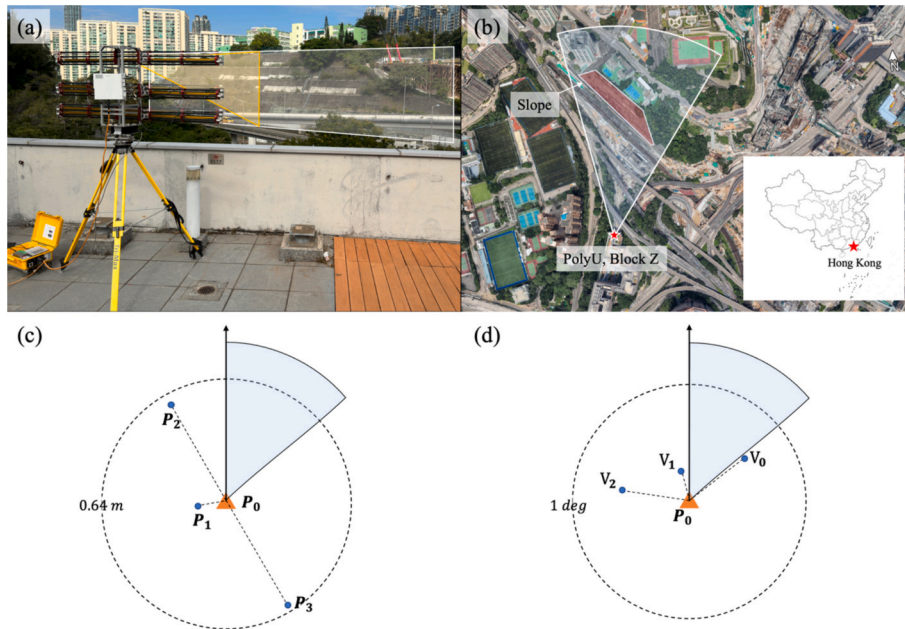 (a)
(b)
N
Slope
PolyU, Block Z
Hong Kong
(c)
(d)
P₂
0.64 m
P₁
P₀
P₃
V₀
V₁
V₂
1 deg
P₀